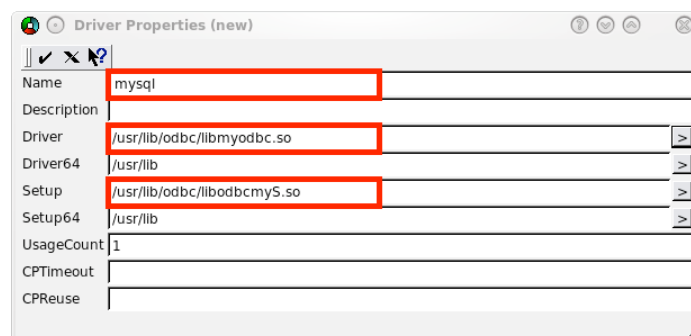 Driver Properties (new)
Name mysql
Description
Driver /usr/lib/odbc/libmyodbc.so >
Driver64 /usr/lib >
Setup /usr/lib/odbc/libodbcmyS.so >
Setup64 /usr/lib >
UsageCount 1
CPTimeout
CPReuse